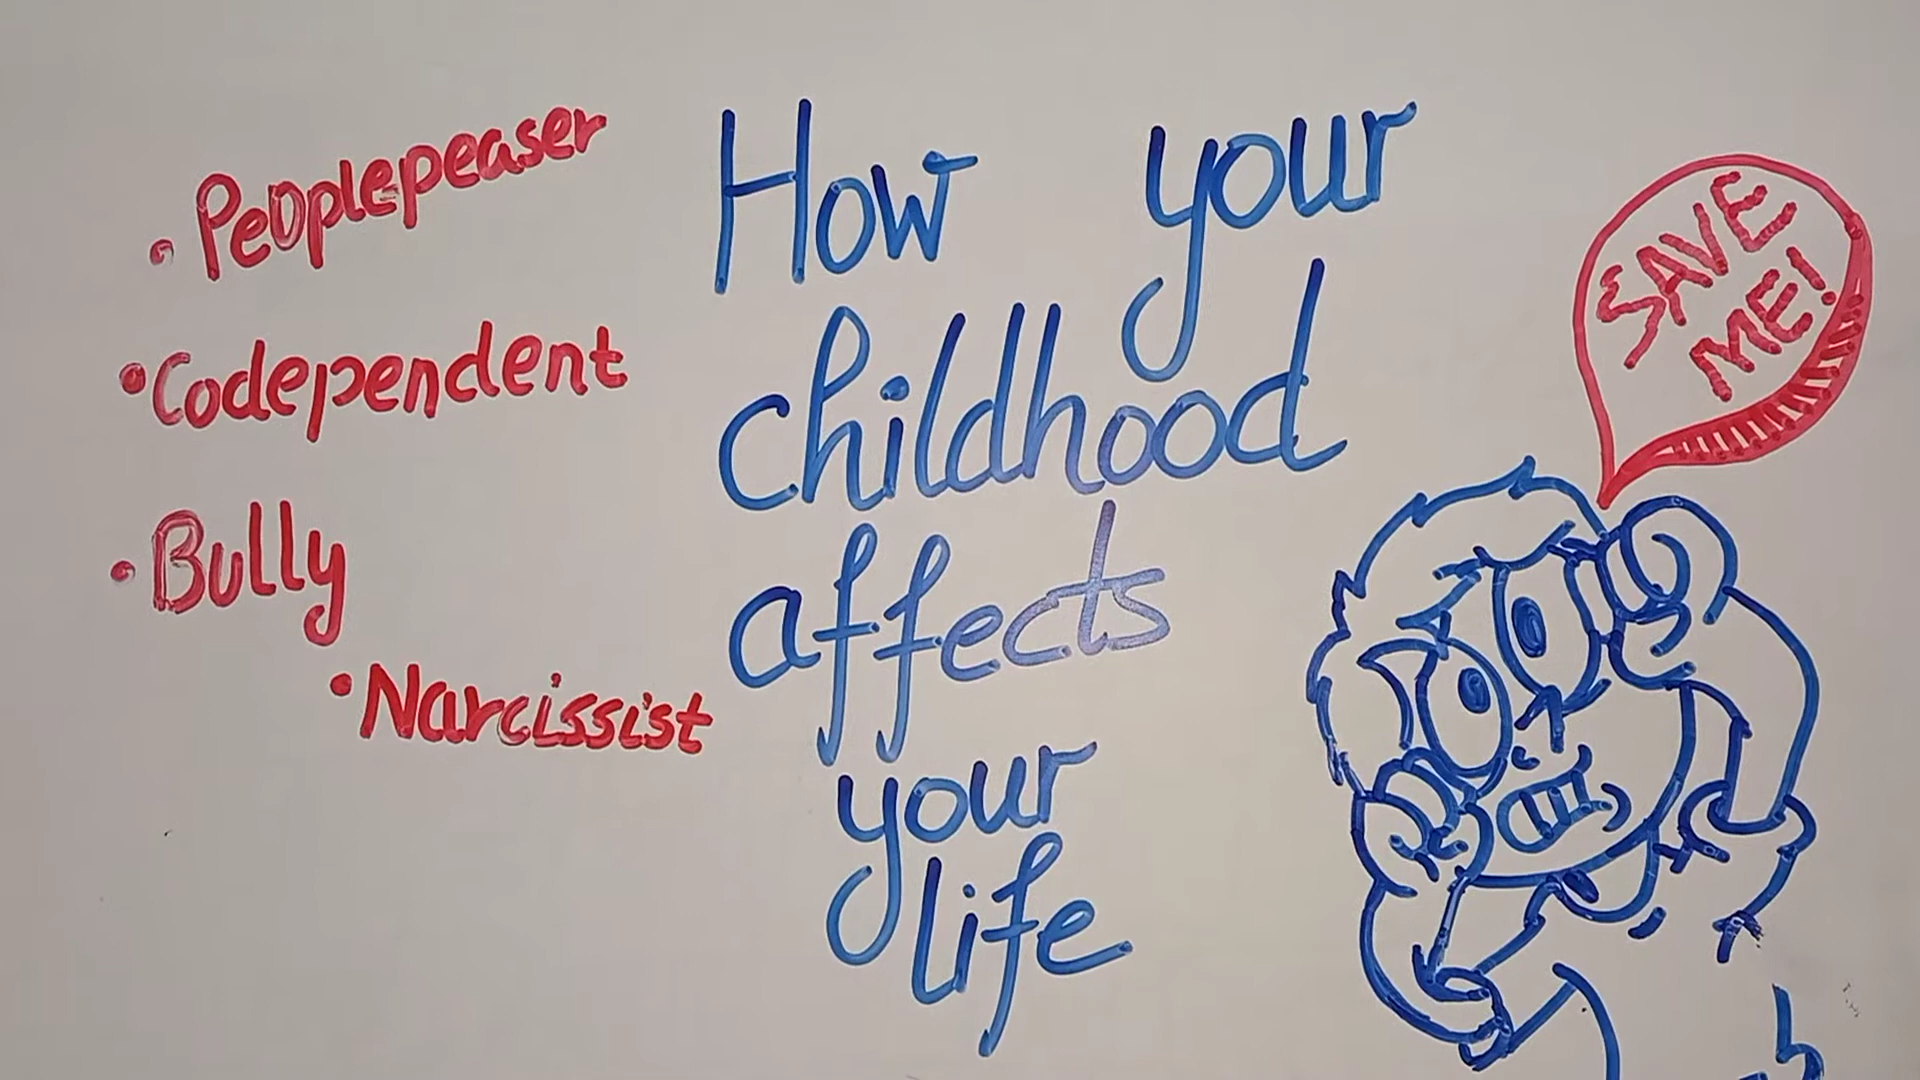 • Peoplepeaser
• Codependent
• Bully
• Narcissist
How your
childhood
affects
your
life
SAVE
ME!